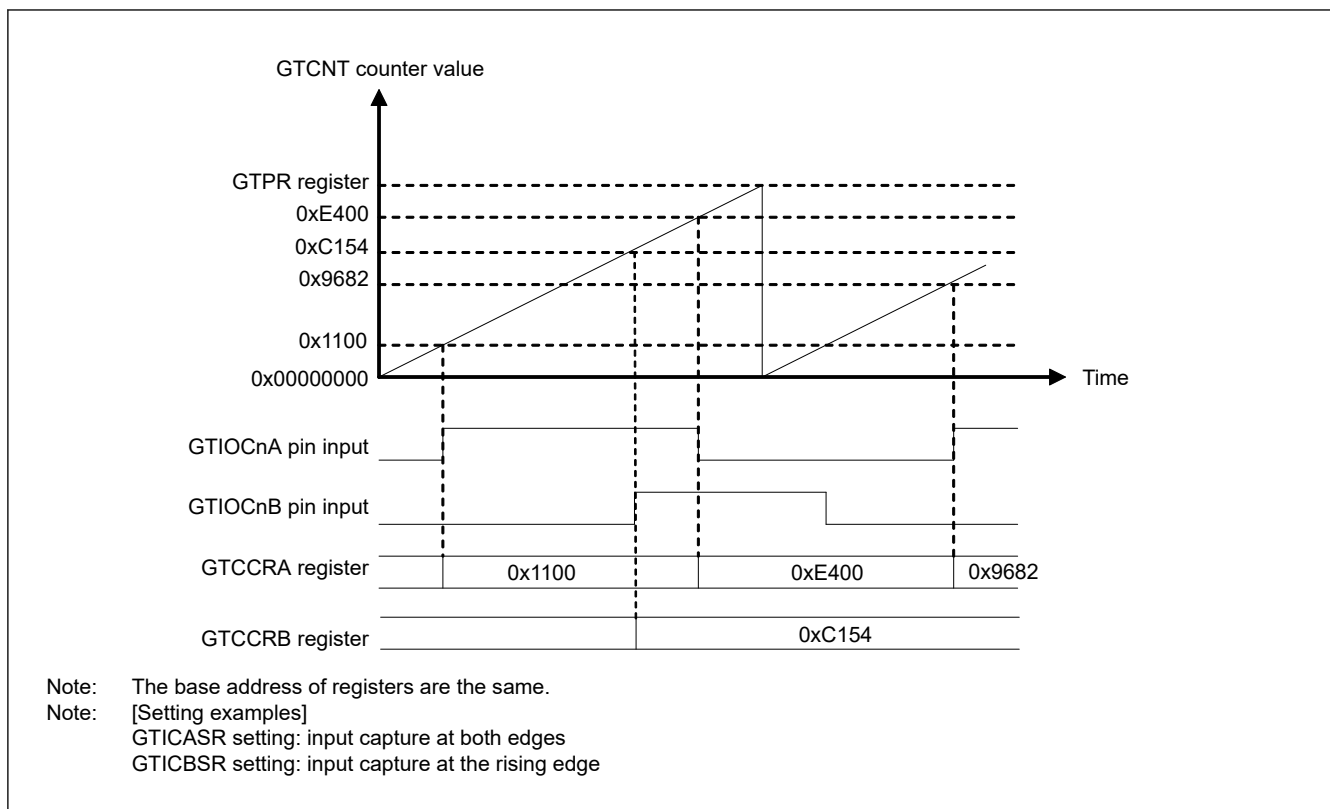 GTCNT counter value
GTPR register
0xE400
0xC154
0x9682
0x1100
0x00000000
Time
GTIOCnA pin input
GTIOCnB pin input
GTCCRA register 0x1100 0xE400 0x9682
GTCCRB register 0xC154
Note: The base address of registers are the same.
Note: [Setting examples]
GTICASR setting: input capture at both edges
GTICBSR setting: input capture at the rising edge